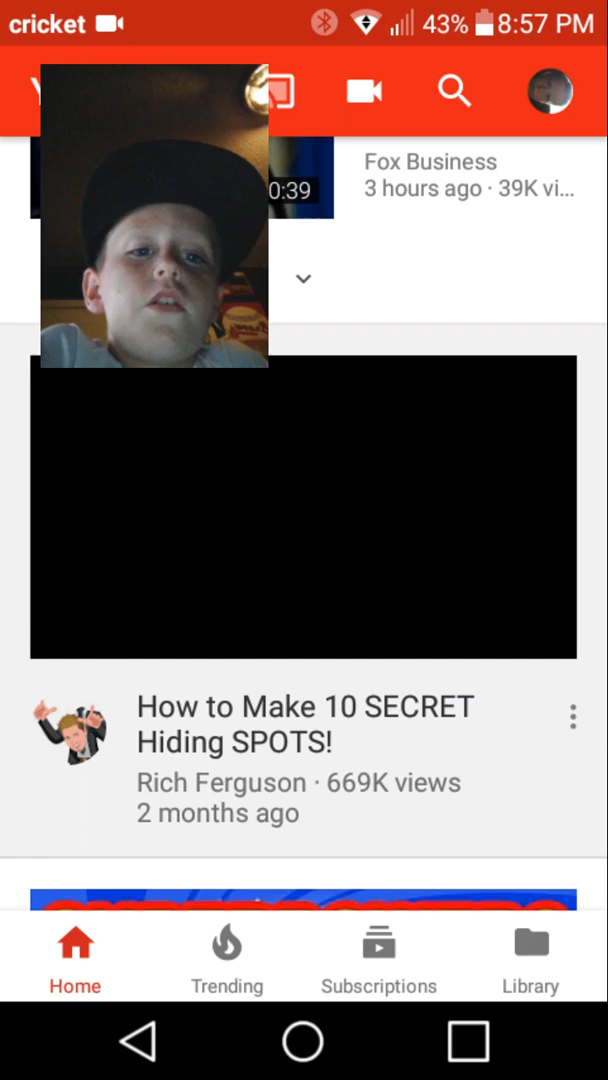 cricket 43% 8:57 PM
0:39
Fox Business
3 hours ago · 39K vi...
How to Make 10 SECRET
Hiding SPOTS!
Rich Ferguson · 669K views
2 months ago
Home Trending Subscriptions Library